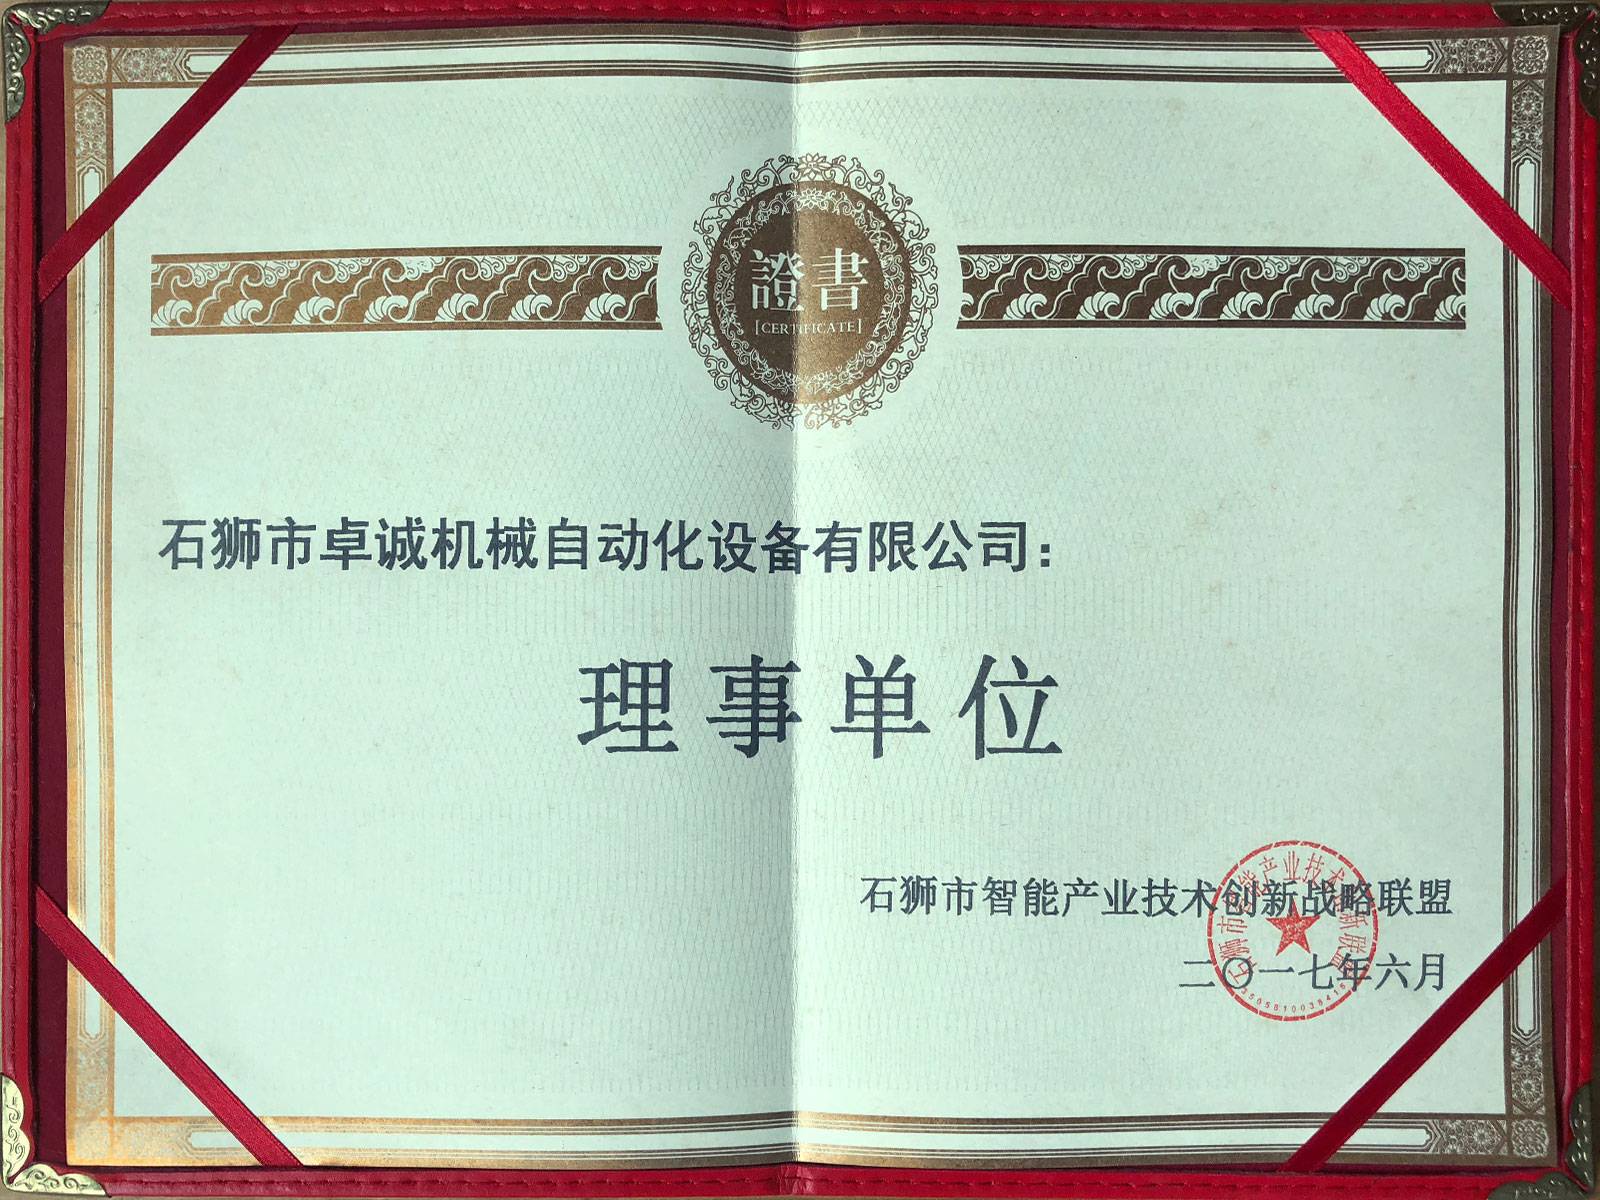 證書
[CERTIFICATE]
石狮市卓诚机械自动化设备有限公司：
理事单位
石狮市智能产业技术创新战略联盟
二〇一七年六月